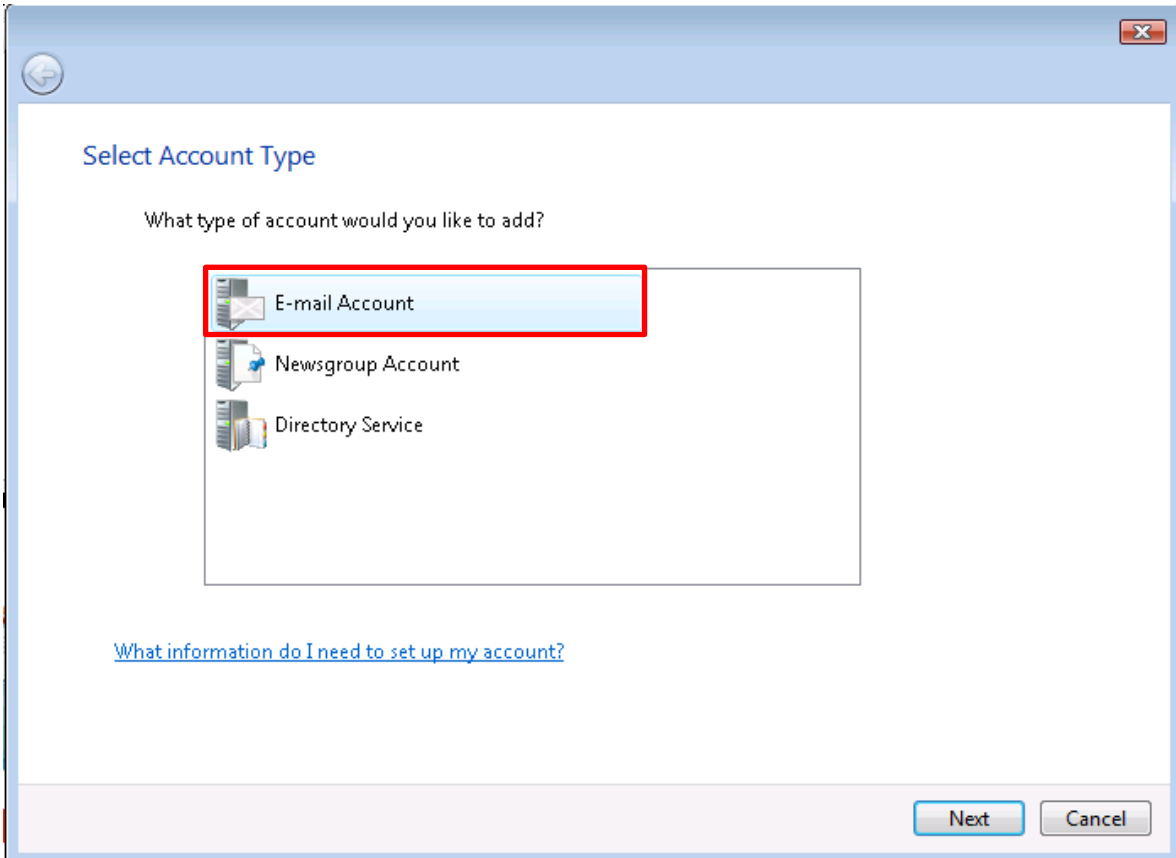 Select Account Type
What type of account would you like to add?
E-mail Account
Newsgroup Account
Directory Service
What information do I need to set up my account?
Next Cancel